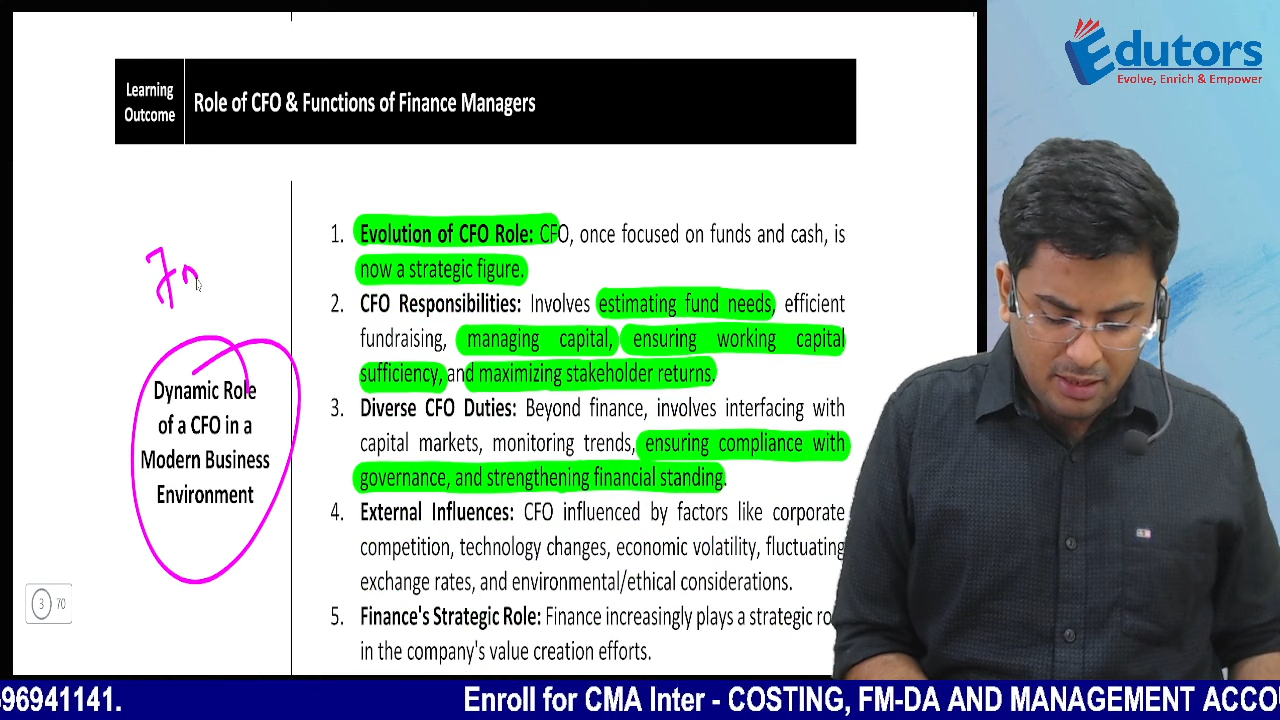 Edutors
Evolve, Enrich & Empower
Learning
Outcome
Role of CFO & Functions of Finance Managers
Dynamic Role
of a CFO in a
Modern Business
Environment
1. Evolution of CFO Role: CFO, once focused on funds and cash, is
now a strategic figure.
2. CFO Responsibilities: Involves estimating fund needs, efficient
fundraising, managing capital, ensuring working capital
sufficiency, and maximizing stakeholder returns.
3. Diverse CFO Duties: Beyond finance, involves interfacing with
capital markets, monitoring trends, ensuring compliance with
governance, and strengthening financial standing.
4. External Influences: CFO influenced by factors like corporate
competition, technology changes, economic volatility, fluctuating
exchange rates, and environmental/ethical considerations.
5. Finance's Strategic Role: Finance increasingly plays a strategic
in the company's value creation efforts.
3 70
96941141. Enroll for CMA Inter - COSTING, FM-DA AND MANAGEMENT